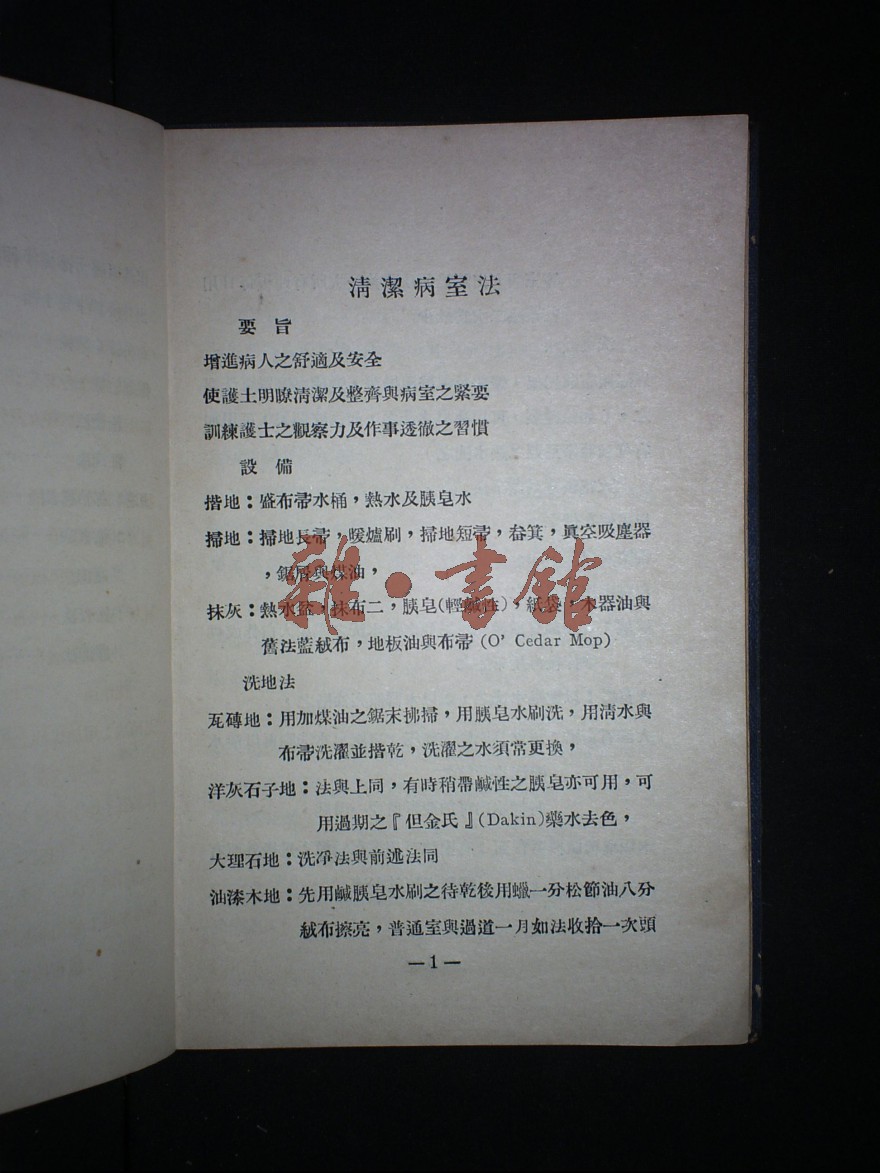 清潔病室法
要旨
增進病人之舒適及安全
使護士明瞭清潔及整齊與病室之緊要
訓練護士之觀察力及作事透徹之習慣
設備
揩地：盛布帚水桶，熱水及胰皂水
掃地：掃地長帚，暖爐刷，掃地短帚，畚箕，眞空吸塵器
，鋸屑與煤油，
抹灰：熱水盆，抹布二，胰皂(輕鹹性)，紙袋，木器油與
舊法藍絨布，地板油與布帚(O' Cedar Mop)
洗地法
瓦磚地：用加煤油之鋸末拂掃，用胰皂水刷洗，用清水與
布帚洗濯並揩乾，洗濯之水須常更換，
洋灰石子地：法與上同，有時稍帶鹹性之胰皂亦可用，可
用過期之『但金氏』(Dakin)藥水去色，
大理石地：洗淨法與前述法同
油漆木地：先用鹹胰皂水刷之待乾後用蠟一分松節油八分
絨布擦亮，普通室與過道一月如法收拾一次頭
—1—
雜·書館